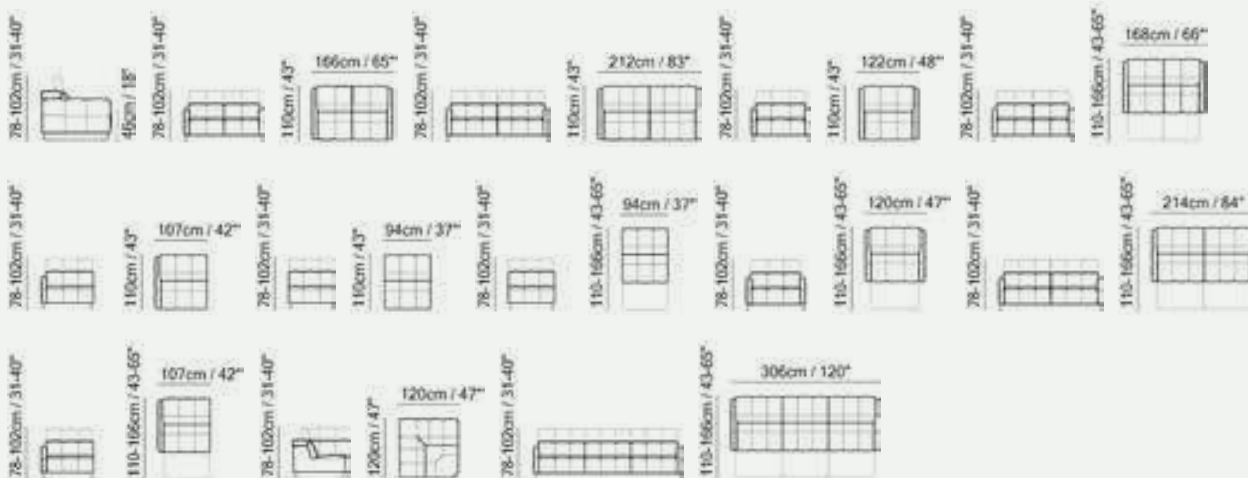 78-102cm / 31-40"
46cm / 18"
78-102cm / 31-40"
110cm / 43"
166cm / 65""
78-102cm / 31-40"
110cm / 43"
212cm / 83"
78-102cm / 31-40"
110cm / 43"
122cm / 48""
78-102cm / 31-40"
110-166cm / 43-65"
168cm / 66""
78-102cm / 31-40"
110cm / 43"
107cm / 42""
78-102cm / 31-40"
110cm / 43"
94cm / 37""
78-102cm / 31-40"
110-166cm / 43-65"
94cm / 37""
78-102cm / 31-40"
110-166cm / 43-65"
120cm / 47""
78-102cm / 31-40"
110-166cm / 43-65"
214cm / 84"
78-102cm / 31-40"
110-166cm / 43-65"
107cm / 42""
78-102cm / 31-40"
120cm / 47"
120cm / 47""
78-102cm / 31-40"
110-166cm / 43-65"
306cm / 120"